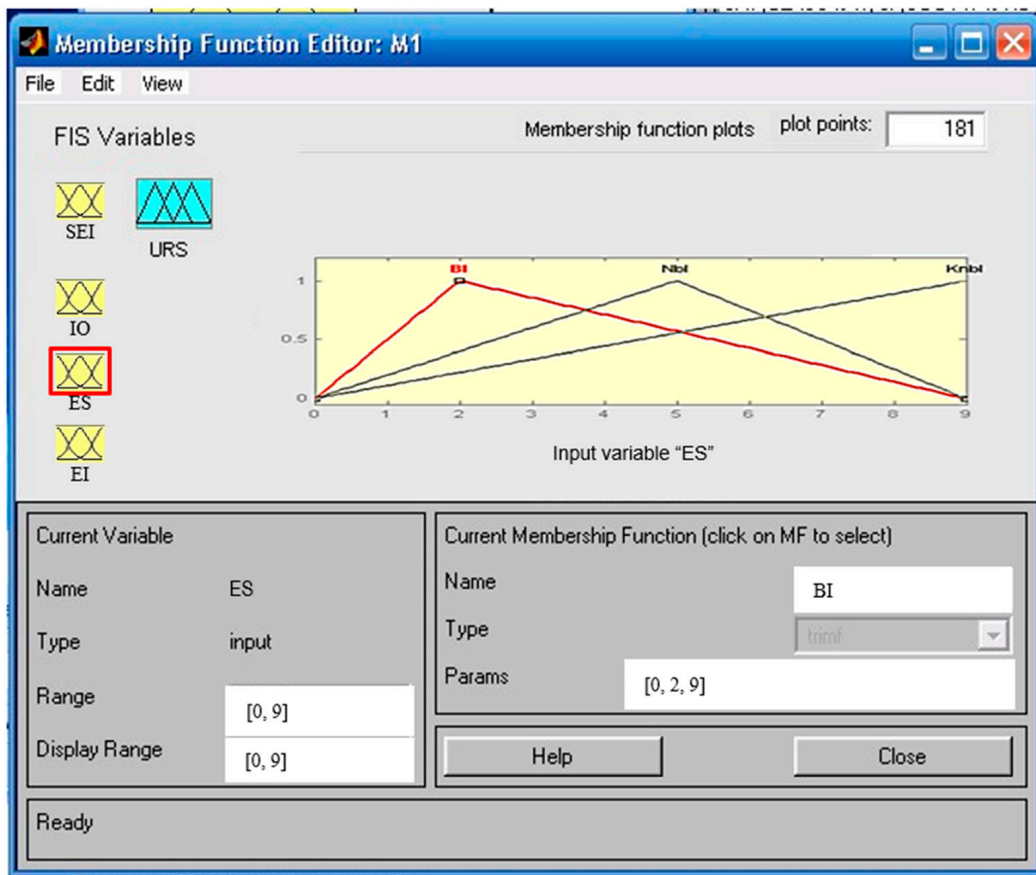 Membership Function Editor: M1
File Edit View
FIS Variables
Membership function plots plot points: 181
SEI
URS
IO
ES
EI
BI Nbl Knbl
1
0.5
0
0 1 2 3 4 5 6 7 8 9
Input variable “ES”
Current Variable
Name ES
Type input
Range [0, 9]
Display Range [0, 9]
Current Membership Function (click on MF to select)
Name BI
Type trimf
Params [0, 2, 9]
Help Close
Ready